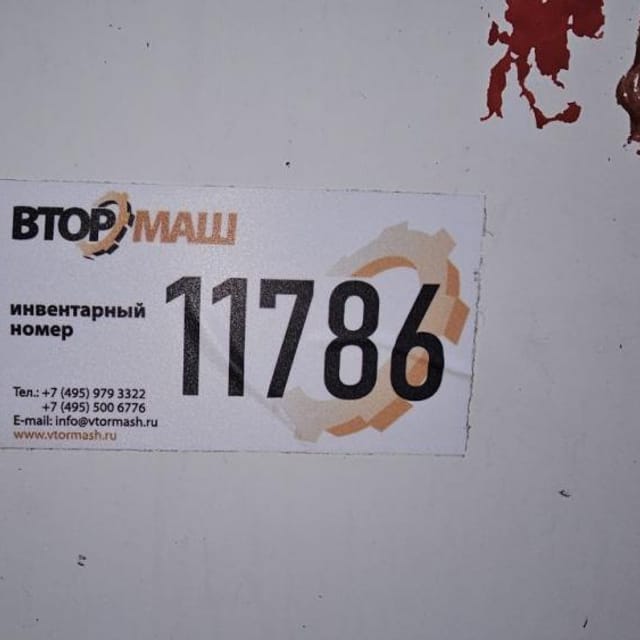 ВТОРМАШ
инвентарный
номер
11786
Тел.: +7 (495) 979 3322
+7 (495) 500 6776
E-mail: info@vtormash.ru
www.vtormash.ru